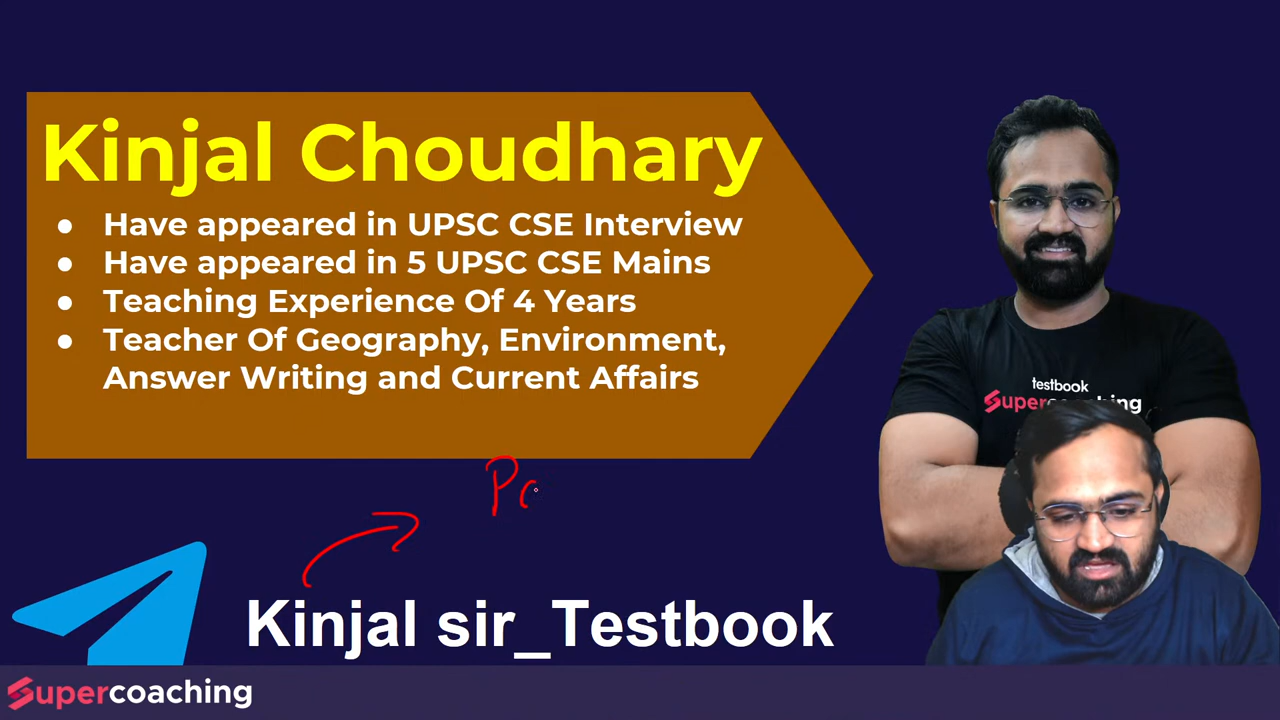 Kinjal Choudhary
● Have appeared in UPSC CSE Interview
● Have appeared in 5 UPSC CSE Mains
● Teaching Experience Of 4 Years
● Teacher Of Geography, Environment,
Answer Writing and Current Affairs
testbook
Supercoaching
Kinjal sir_Testbook
Supercoaching